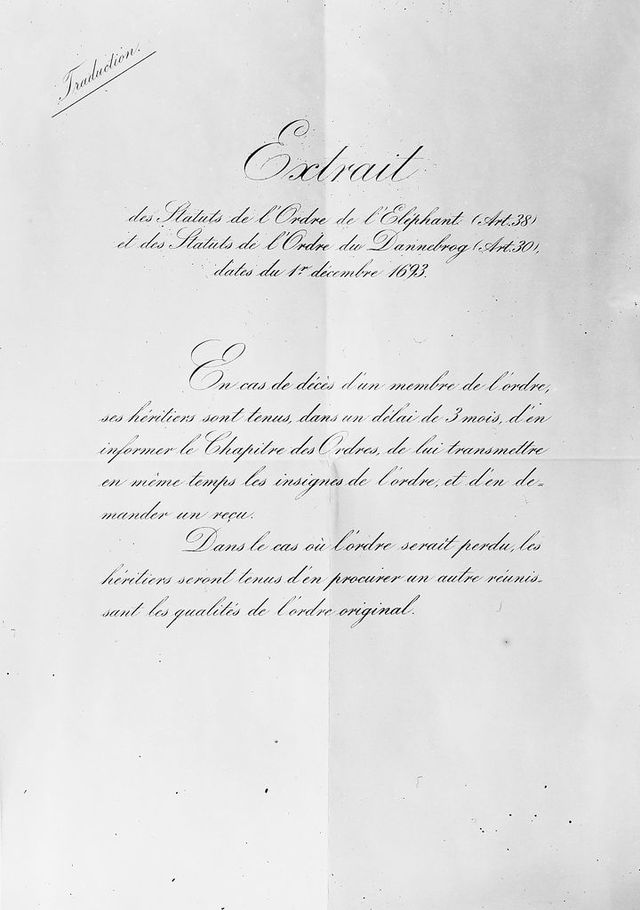 Traduction.
Extrait
des Statuts de l'Ordre de l'Eléphant (Art. 38)
et des Statuts de l'Ordre du Dannebrog (Art. 30),
datés du 1r décembre 1693.
En cas de décès d'un membre de l'ordre,
ses héritiers sont tenus, dans un délai de 3 mois, d'en
informer le Chapitre des Ordres, de lui transmettre
en même temps les insignes de l'ordre, et d'en de=
mander un reçu.
Dans le cas où l'ordre serait perdu, les
héritiers seront tenus d'en procurer un autre réunis-
sant les qualités de l'ordre original.